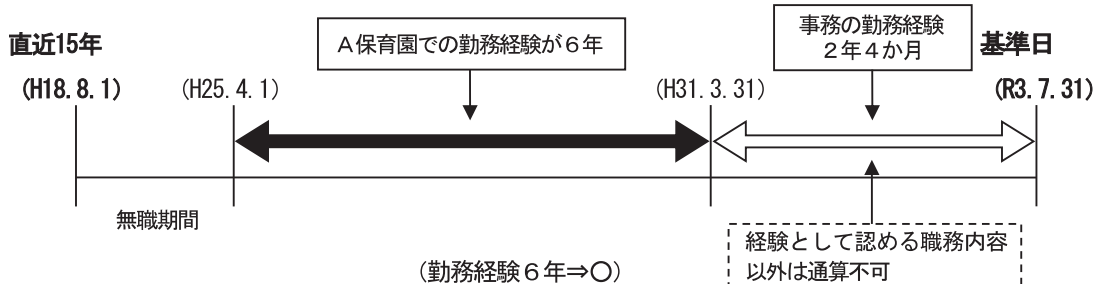 直近15年
(H18.8.1)
(H25.4.1)
A保育園での勤務経験が6年
(H31.3.31)
事務の勤務経験
2年4か月
基準日
(R3.7.31)
無職期間
(勤務経験6年⇒○)
経験として認める職務内容
以外は通算不可